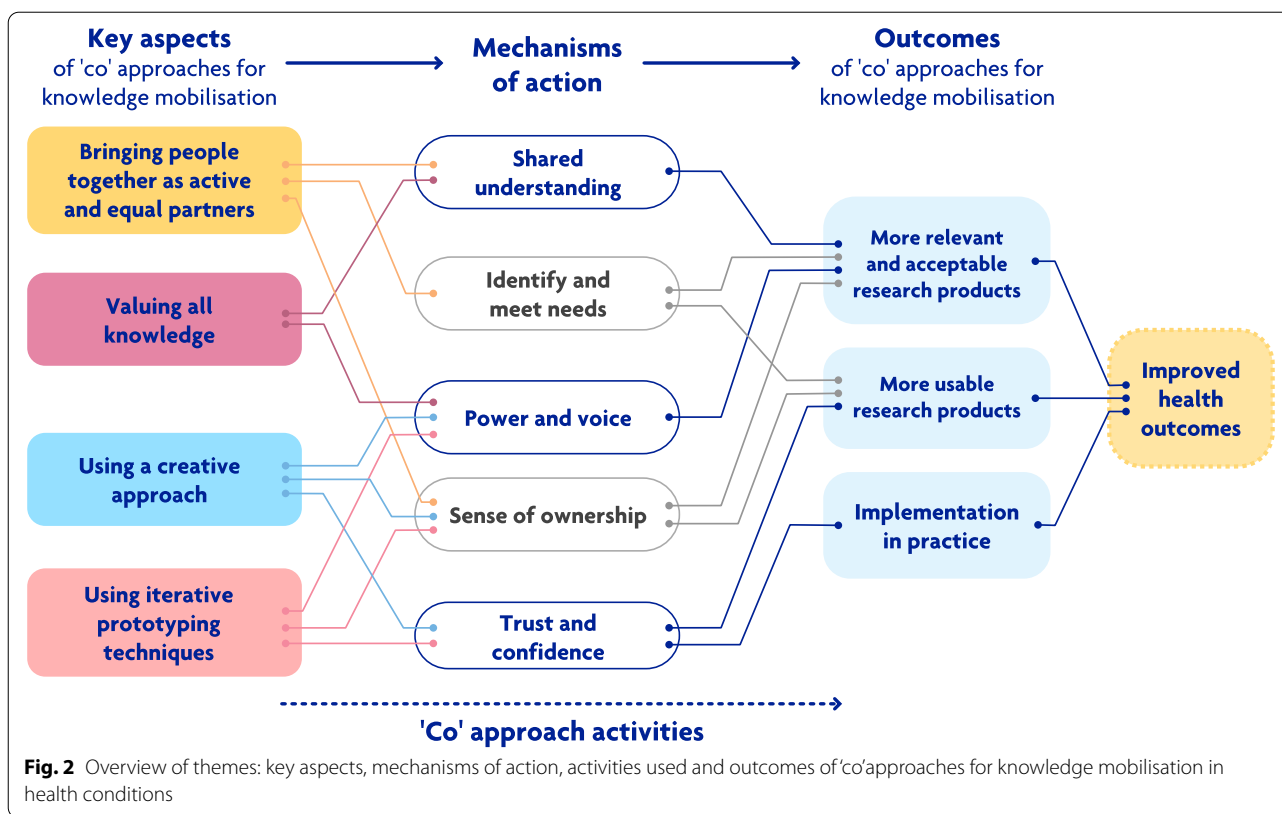 Key aspects
of 'co' approaches for
knowledge mobilisation
Mechanisms
of action
Outcomes
of 'co' approaches for
knowledge mobilisation
Bringing people
together as active
and equal partners
Valuing all
knowledge
Using a creative
approach
Using iterative
prototyping
techniques
Shared
understanding
Identify and
meet needs
Power and voice
Sense of ownership
Trust and
confidence
More relevant
and acceptable
research products
More usable
research products
Implementation
in practice
Improved
health
outcomes
'Co' approach activities
Fig. 2 Overview of themes: key aspects, mechanisms of action, activities used and outcomes of ‘co’ approaches for knowledge mobilisation in
health conditions